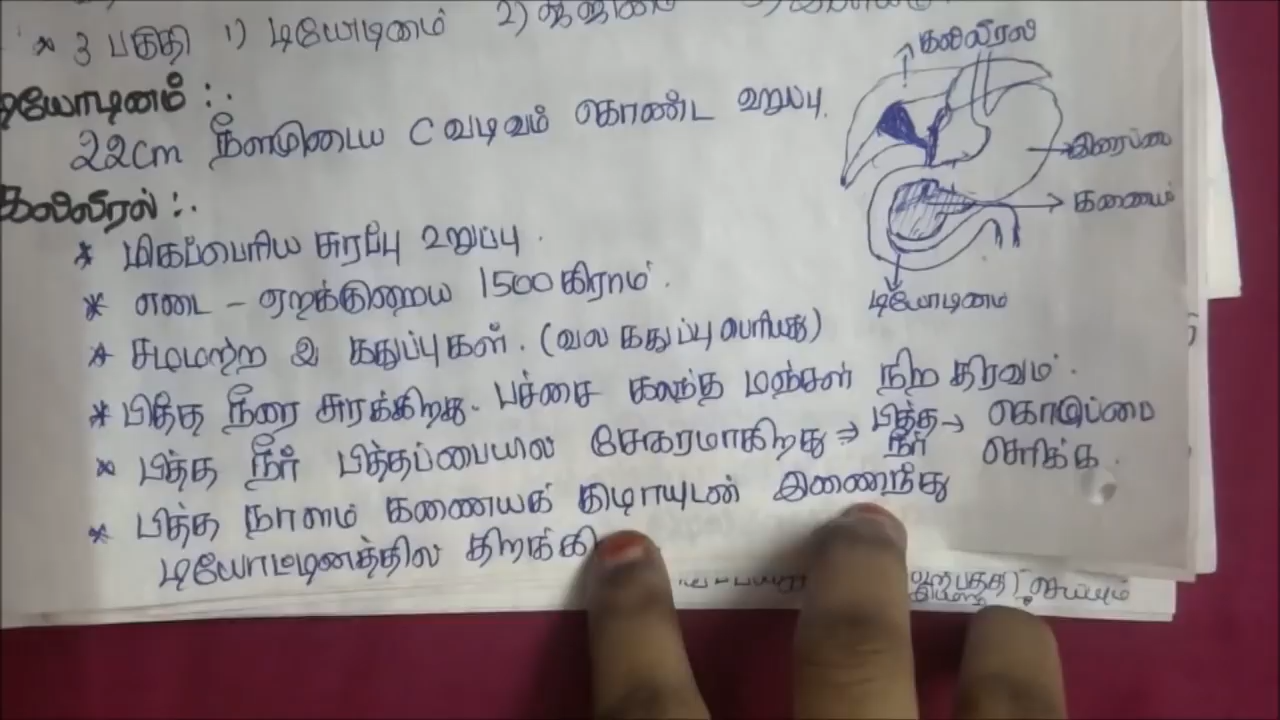 * 3 பகுதி 1) டியோடினம் 2) ஜீஜினம்
டியோடினம் :.
22cm நீளமுடைய C வடிவம் கொண்ட உறுப்பு.
கல்லீரல் :.
* மிகப்பெரிய சுரப்பு உறுப்பு.
* எடை - ஏறக்குறைய 1500 கிராம்.
* சமமற்ற 2 கதுப்புகள். (வல கதுப்பு பெரியது)
* பித்த நீரை சுரக்கிறது. பச்சை கலந்த மஞ்சள் நிற திரவம்.
* பித்த நீர் பித்தப்பையில் சேகரமாகிறது ⇒ பித்த நீர் → கொழுப்பை செரிக்க.
* பித்த நாளம் கணையக் குழாயுடன் இணைந்து
டியோடினத்தில் திறக்கி
கல்லீரல்
இரைப்பை
கணையம்
டியோடினம்
செய்யும்